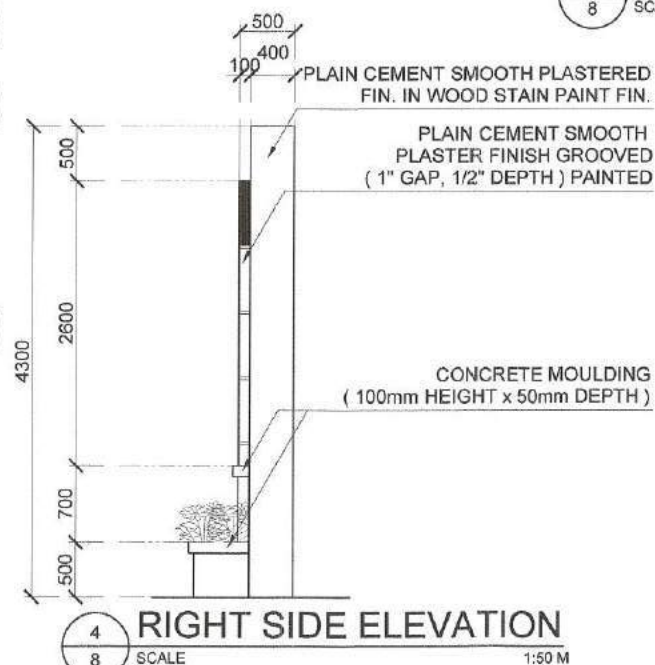 8
SC
500
100
400
PLAIN CEMENT SMOOTH PLASTERED
FIN. IN WOOD STAIN PAINT FIN.
PLAIN CEMENT SMOOTH
PLASTER FINISH GROOVED
( 1" GAP, 1/2" DEPTH ) PAINTED
500
2600
4300
CONCRETE MOULDING
( 100mm HEIGHT x 50mm DEPTH )
700
500
4
8
RIGHT SIDE ELEVATION
SCALE
1:50 M